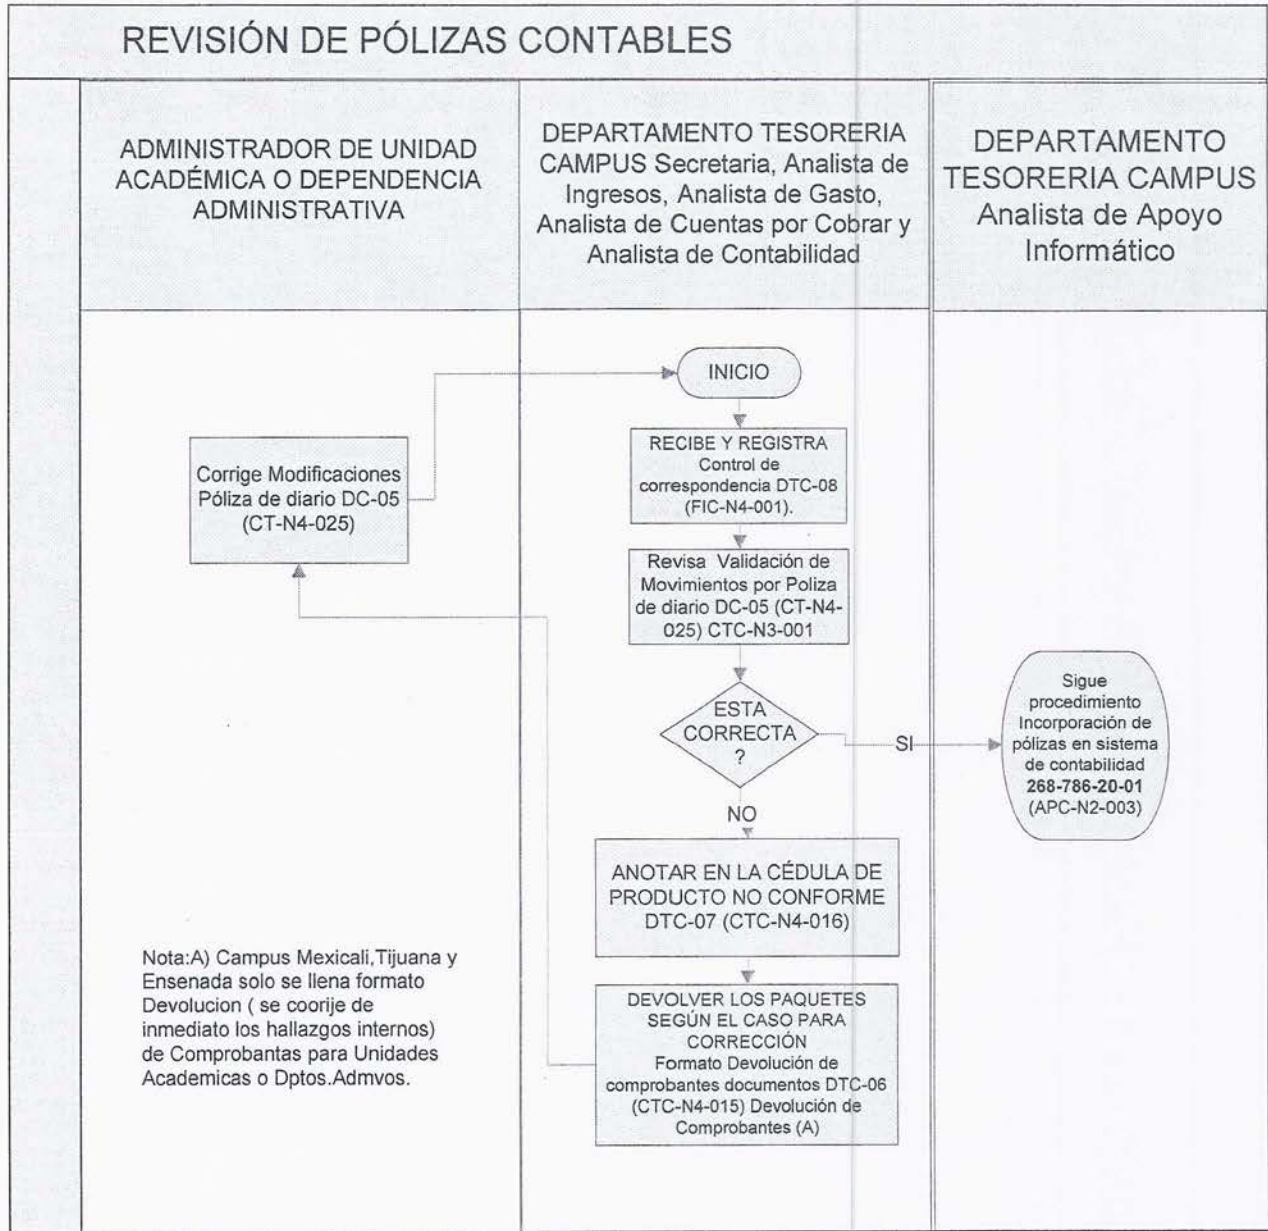 REVISIÓN DE PÓLIZAS CONTABLES
ADMINISTRADOR DE UNIDAD
ACADÉMICA O DEPENDENCIA
ADMINISTRATIVA
DEPARTAMENTO TESORERIA
CAMPUS Secretaria, Analista de
Ingresos, Analista de Gasto,
Analista de Cuentas por Cobrar y
Analista de Contabilidad
DEPARTAMENTO
TESORERIA CAMPUS
Analista de Apoyo
Informático
INICIO
RECIBE Y REGISTRA
Control de
correspondencia DTC-08
(FIC-N4-001).
Corrige Modificaciones
Póliza de diario DC-05
(CT-N4-025)
Revisa Validación de
Movimientos por Poliza
de diario DC-05 (CT-N4-
025) CTC-N3-001
ESTA
CORRECTA
?
SI
Sigue
procedimiento
Incorporación de
pólizas en sistema
de contabilidad
268-786-20-01
(APC-N2-003)
NO
ANOTAR EN LA CÉDULA DE
PRODUCTO NO CONFORME
DTC-07 (CTC-N4-016)
Nota:A) Campus Mexicali,Tijuana y
Ensenada solo se llena formato
Devolucion ( se coorije de
inmediato los hallazgos internos)
de Comprobantas para Unidades
Academicas o Dptos.Admvos.
DEVOLVER LOS PAQUETES
SEGÚN EL CASO PARA
CORRECCIÓN
Formato Devolución de
comprobantes documentos DTC-06
(CTC-N4-015) Devolución de
Comprobantes (A)